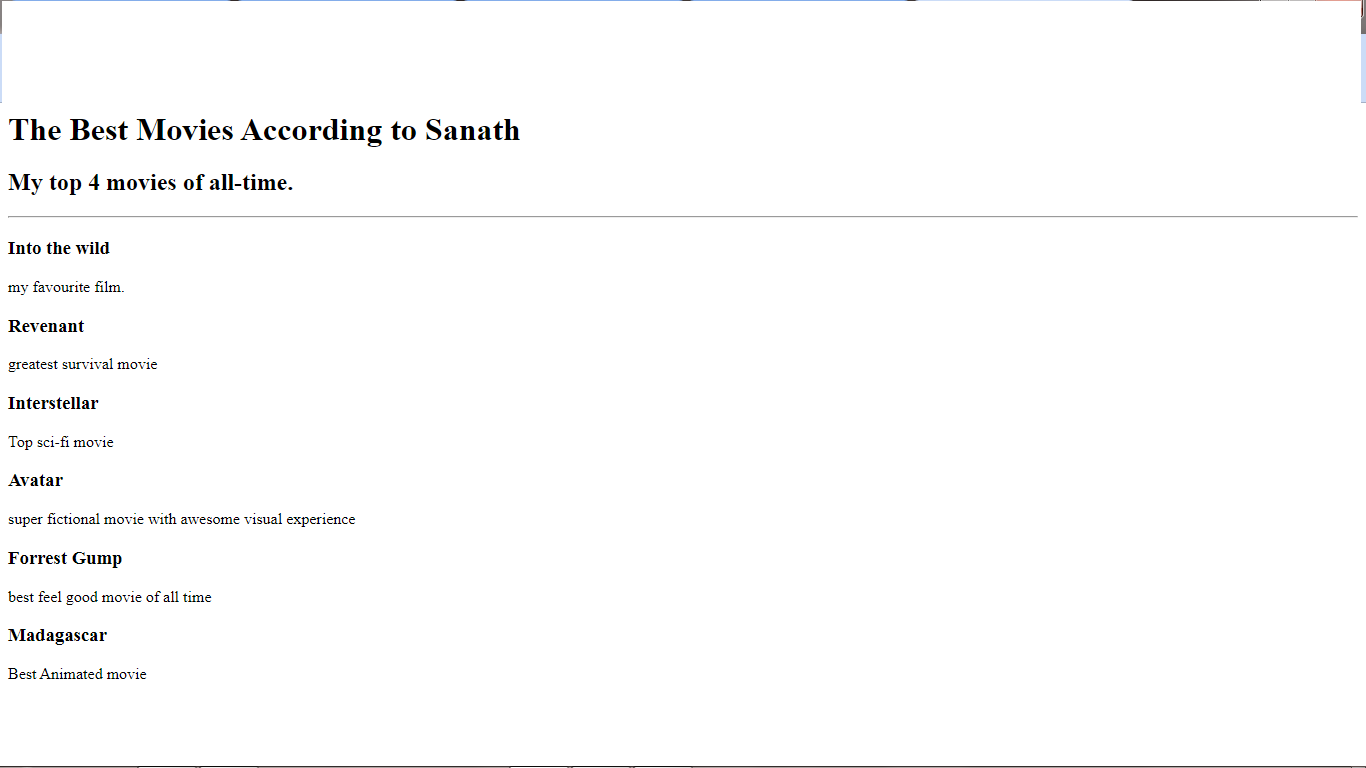 The Best Movies According to Sanath
My top 4 movies of all-time.
Into the wild
my favourite film.
Revenant
greatest survival movie
Interstellar
Top sci-fi movie
Avatar
super fictional movie with awesome visual experience
Forrest Gump
best feel good movie of all time
Madagascar
Best Animated movie